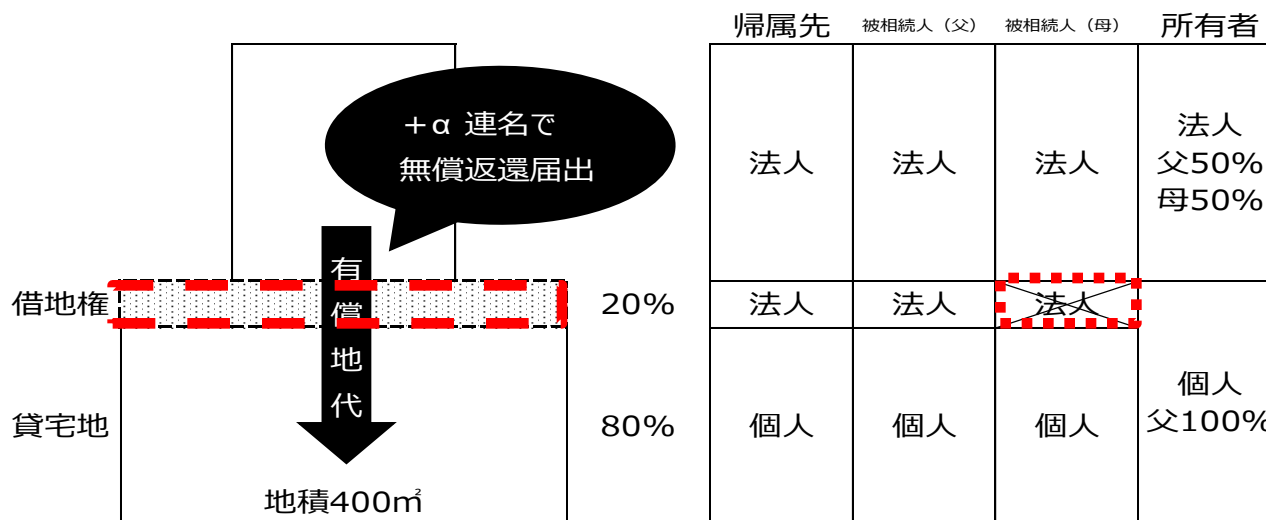 帰属先
被相続人（父）
被相続人（母）
所有者
＋α 連名で
無償返還届出
法人
法人
法人
法人
父50%
母50%
有償地代
借地権
20%
法人
法人
法人
貸宅地
80%
個人
個人
個人
個人
父100%
地積400㎡